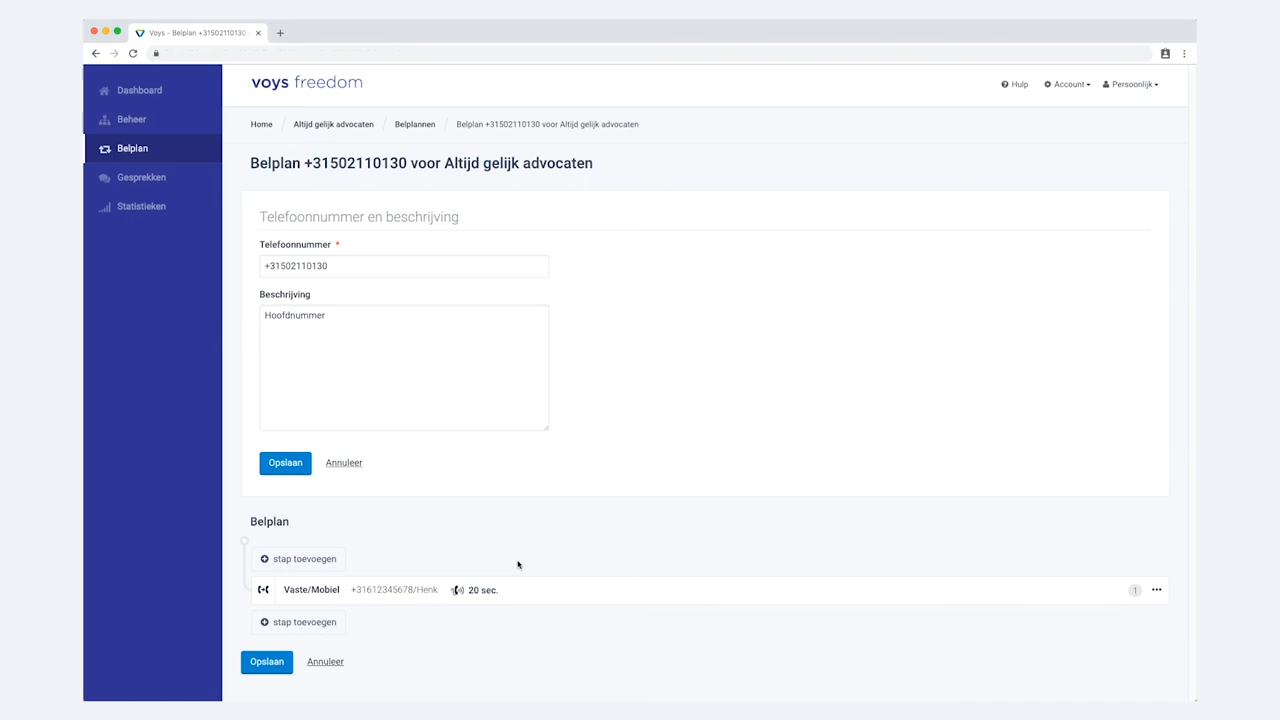 Voys - Belplan +31502110130
Dashboard
Beheer
Belplan
Gesprekken
Statistieken
voys freedom
Hulp Account Persoonlijk
Home Altijd gelijk advocaten Belplannen Belplan +31502110130 voor Altijd gelijk advocaten
Belplan +31502110130 voor Altijd gelijk advocaten
Telefoonnummer en beschrijving
Telefoonnummer *
+31502110130
Beschrijving
Hoofdnummer
Opslaan Annuleer
Belplan
stap toevoegen
Vaste/Mobiel +31612345678/Henk 20 sec. 1
stap toevoegen
Opslaan Annuleer